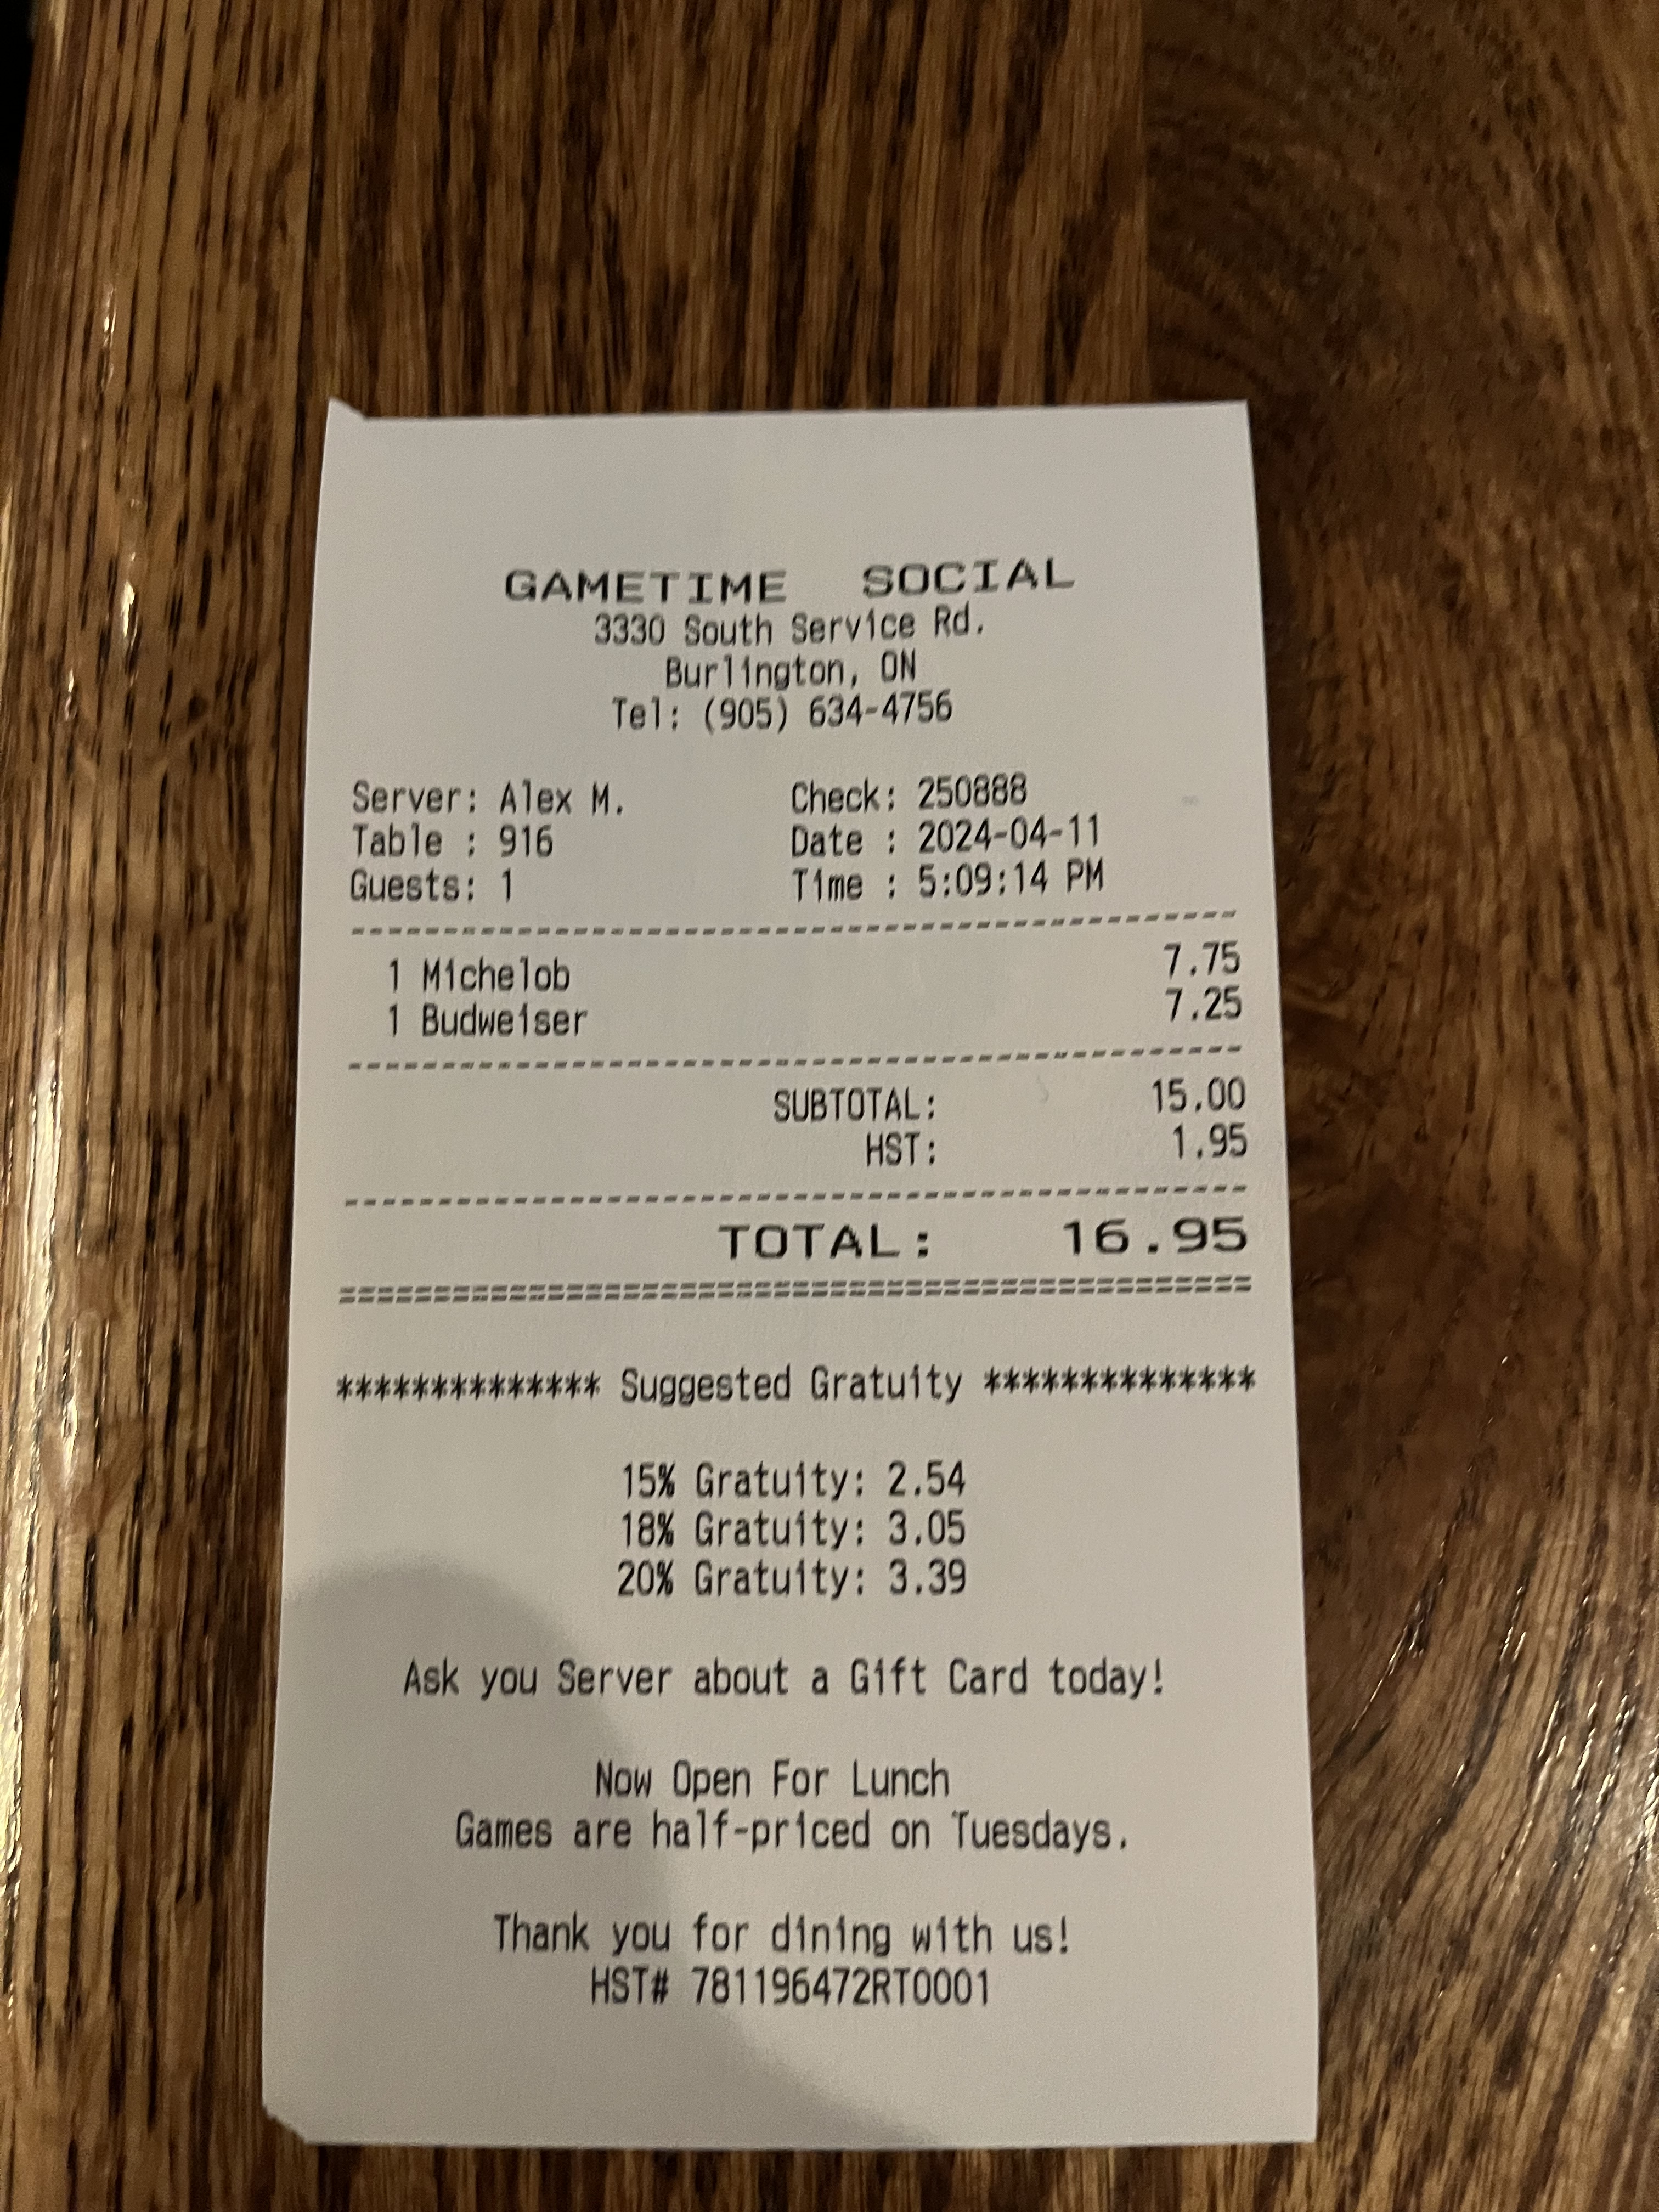 GAMETIME SOCIAL
3330 South Service Rd.
Burlington, ON
Tel: (905) 634-4756
Server: Alex M. Check: 250888
Table : 916 Date : 2024-04-11
Guests: 1 Time : 5:09:14 PM
----------------------------------------
1 Michelob 7.75
1 Budweiser 7.25
----------------------------------------
SUBTOTAL: 15.00
HST: 1.95
----------------------------------------
TOTAL: 16.95
========================================
************** Suggested Gratuity **************
15% Gratuity: 2.54
18% Gratuity: 3.05
20% Gratuity: 3.39
Ask you Server about a Gift Card today!
Now Open For Lunch
Games are half-priced on Tuesdays.
Thank you for dining with us!
HST# 781196472RT0001